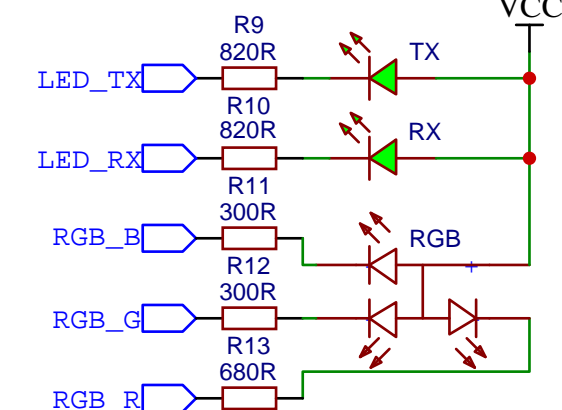 VCC
R9
820R
TX
LED_TX
R10
820R
RX
LED_RX
R11
300R
RGB_B
RGB
R12
300R
RGB_G
R13
680R
RGB_R